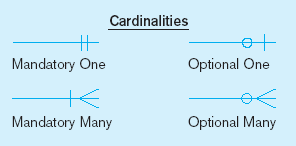 Cardinalities
Mandatory One
Optional One
Mandatory Many
Optional Many